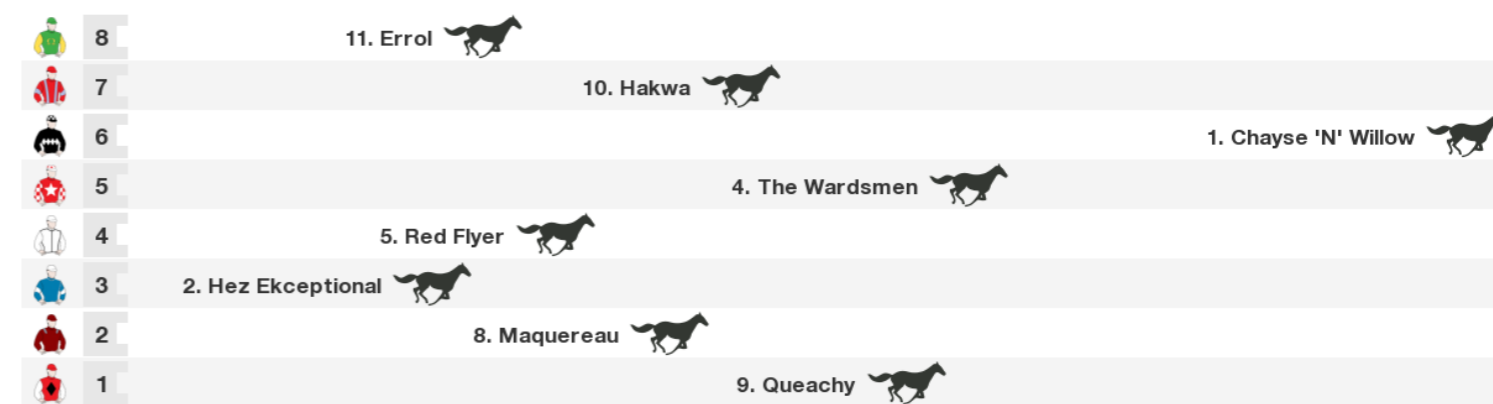 8 11. Errol
7 10. Hakwa
6 1. Chayse 'N' Willow
5 4. The Wardsmen
4 5. Red Flyer
3 2. Hez Ekceptional
2 8. Maquereau
1 9. Queachy